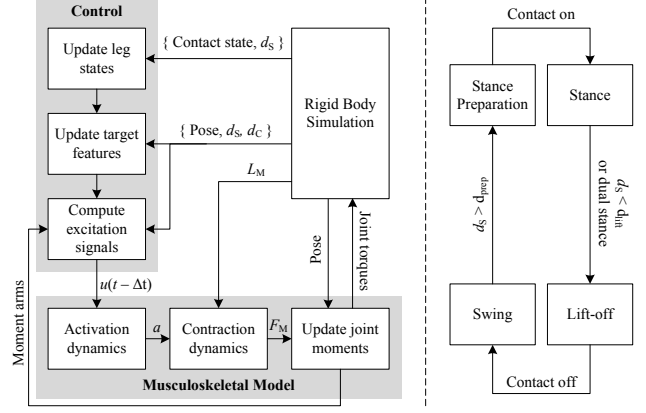 Control
Update leg
states
Update target
features
Compute
excitation
signals
{ Contact state, dS }
{ Pose, dS, dC }
LM
Rigid Body
Simulation
Pose
Joint torques
Moment arms
u(t − Δt)
Activation
dynamics
a
Contraction
dynamics
FM
Update joint
moments
Musculoskeletal Model
Contact on
Stance
Preparation
Stance
dS > dprep
dS < dlift
or dual stance
Swing
Lift-off
Contact off